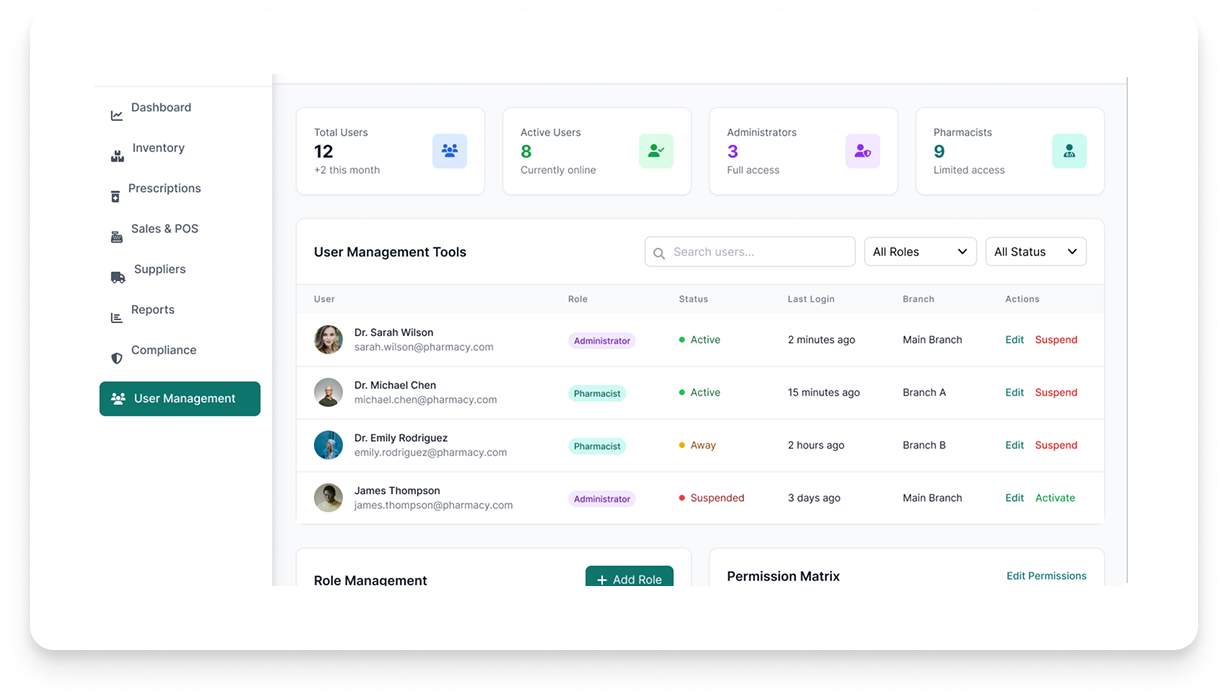 Dashboard
Inventory
Prescriptions
Sales & POS
Suppliers
Reports
Compliance
User Management
Total Users
12
+2 this month
Active Users
8
Currently online
Administrators
3
Full access
Pharmacists
9
Limited access
User Management Tools
Search users...
All Roles
All Status
User Role Status Last Login Branch Actions
Dr. Sarah Wilson
sarah.wilson@pharmacy.com
Administrator Active 2 minutes ago Main Branch Edit Suspend
Dr. Michael Chen
michael.chen@pharmacy.com
Pharmacist Active 15 minutes ago Branch A Edit Suspend
Dr. Emily Rodriguez
emily.rodriguez@pharmacy.com
Pharmacist Away 2 hours ago Branch B Edit Suspend
James Thompson
james.thompson@pharmacy.com
Administrator Suspended 3 days ago Main Branch Edit Activate
Role Management
+ Add Role
Permission Matrix
Edit Permissions